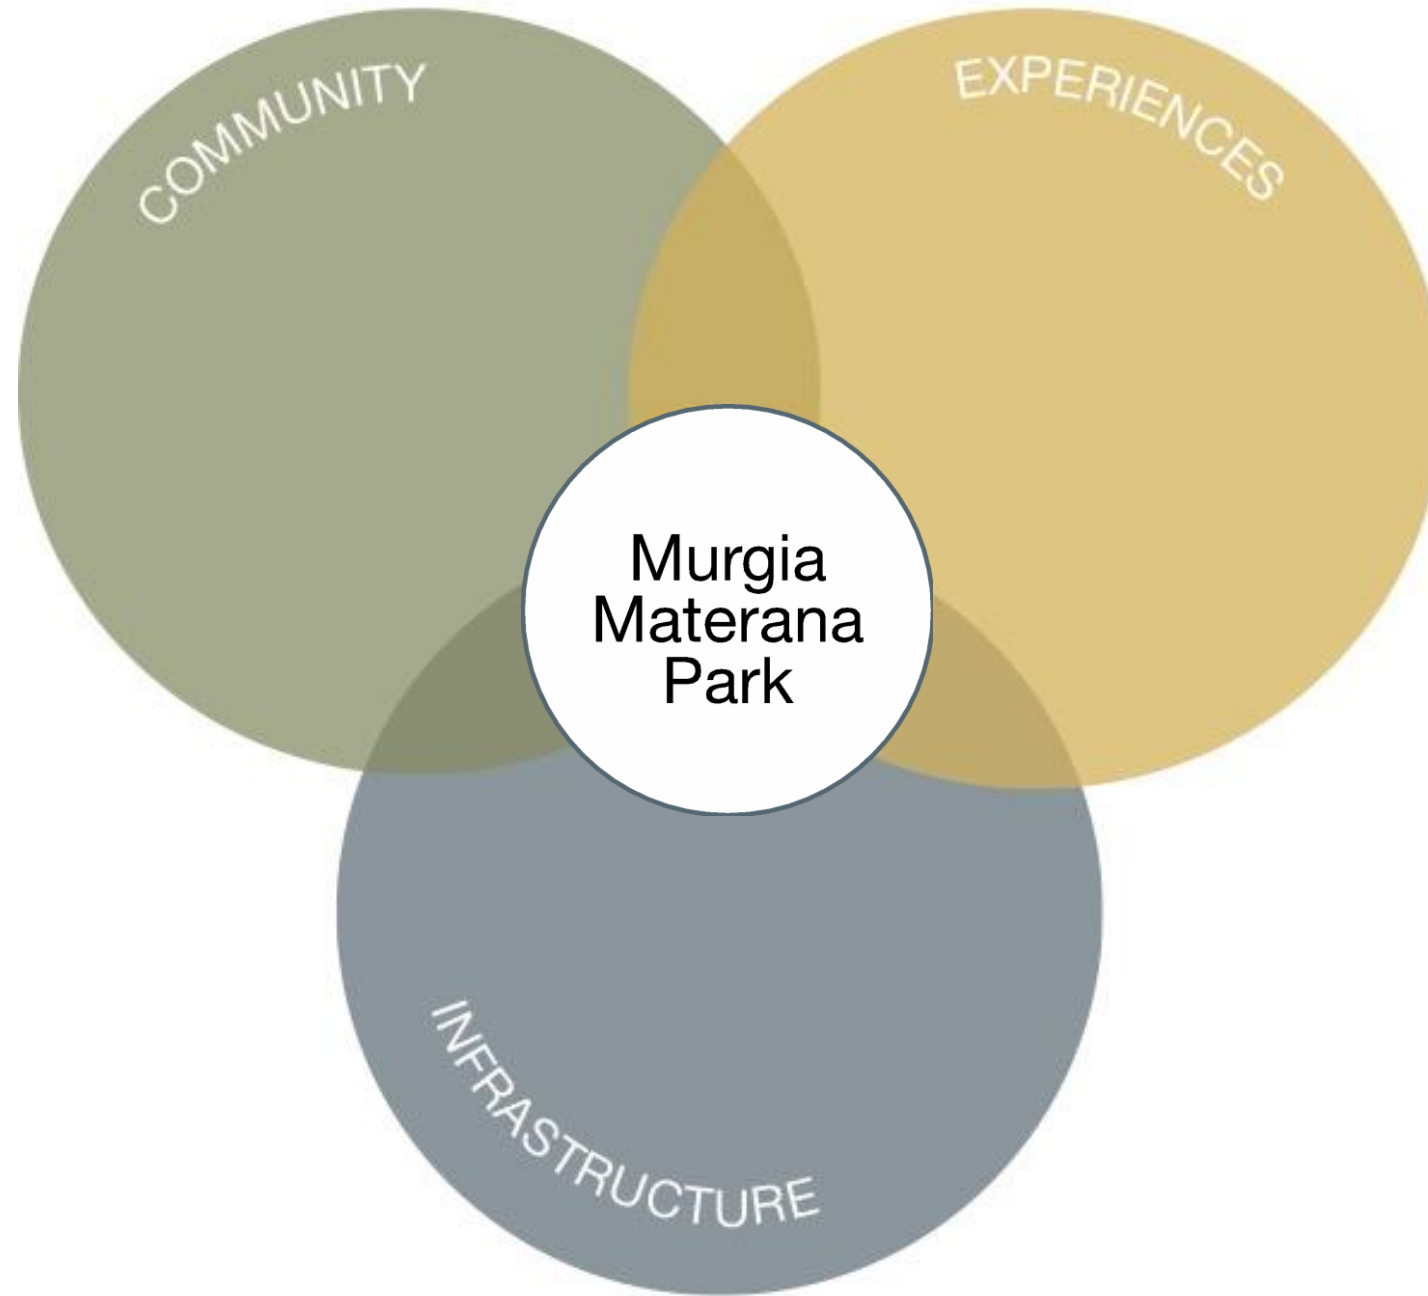 COMMUNITY
EXPERIENCES
Murgia
Materana
Park
INFRASTRUCTURE